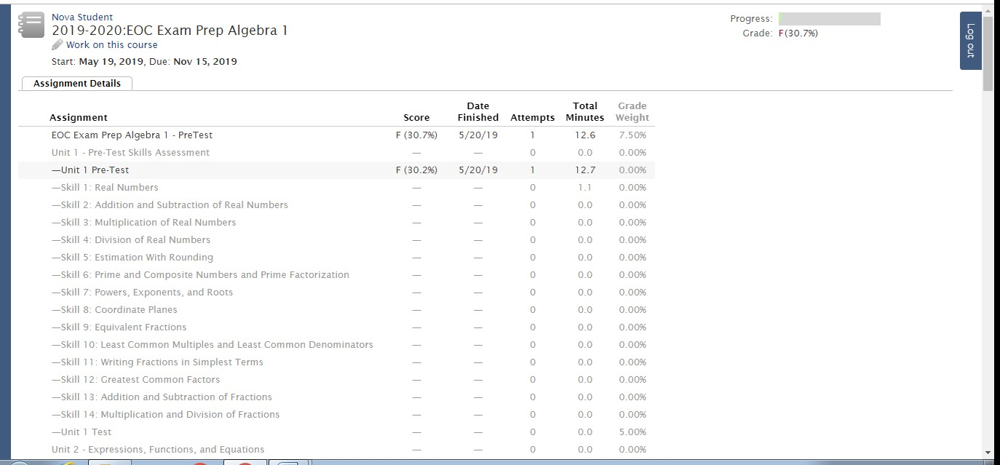 Nova Student
2019-2020:EOC Exam Prep Algebra 1
Work on this course
Start: May 19, 2019, Due: Nov 15, 2019
Progress:
Grade: F(30.7%)
Log out
Assignment Details
Assignment Score Date Finished Attempts Total Minutes Grade Weight
EOC Exam Prep Algebra 1 - PreTest F (30.7%) 5/20/19 1 12.6 7.50%
Unit 1 - Pre-Test Skills Assessment — — 0 0.0 0.00%
—Unit 1 Pre-Test F (30.2%) 5/20/19 1 12.7 0.00%
—Skill 1: Real Numbers — — 0 1.1 0.00%
—Skill 2: Addition and Subtraction of Real Numbers — — 0 0.0 0.00%
—Skill 3: Multiplication of Real Numbers — — 0 0.0 0.00%
—Skill 4: Division of Real Numbers — — 0 0.0 0.00%
—Skill 5: Estimation With Rounding — — 0 0.0 0.00%
—Skill 6: Prime and Composite Numbers and Prime Factorization — — 0 0.0 0.00%
—Skill 7: Powers, Exponents, and Roots — — 0 0.0 0.00%
—Skill 8: Coordinate Planes — — 0 0.0 0.00%
—Skill 9: Equivalent Fractions — — 0 0.0 0.00%
—Skill 10: Least Common Multiples and Least Common Denominators — — 0 0.0 0.00%
—Skill 11: Writing Fractions in Simplest Terms — — 0 0.0 0.00%
—Skill 12: Greatest Common Factors — — 0 0.0 0.00%
—Skill 13: Addition and Subtraction of Fractions — — 0 0.0 0.00%
—Skill 14: Multiplication and Division of Fractions — — 0 0.0 0.00%
—Unit 1 Test — — 0 0.0 5.00%
Unit 2 - Expressions, Functions, and Equations — — 0 0.0 0.00%